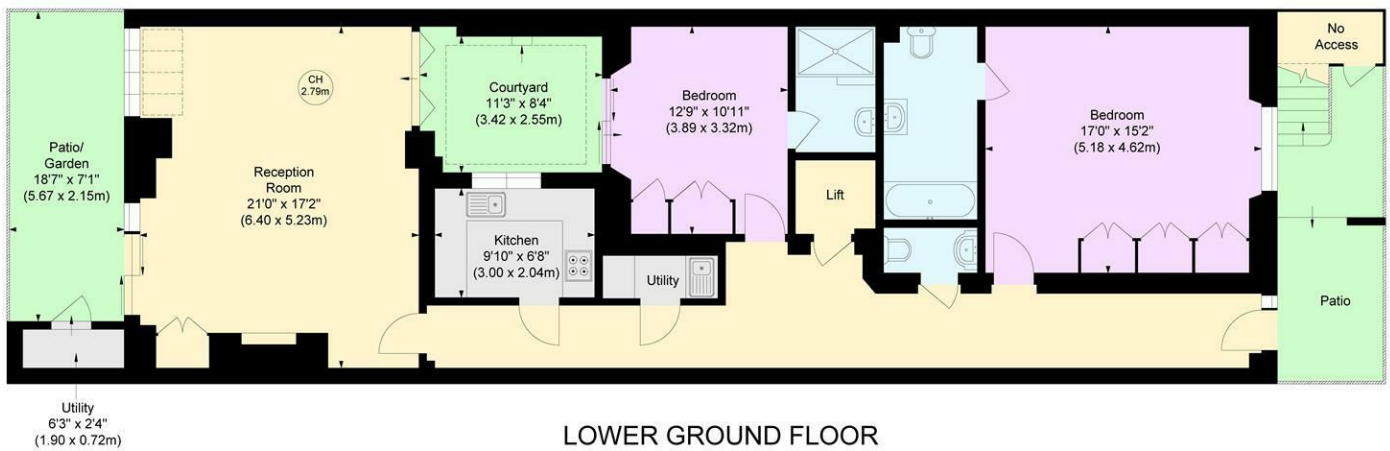 Patio/
Garden
18'7" x 7'1"
(5.67 x 2.15m)
CH
2.79m
Reception
Room
21'0" x 17'2"
(6.40 x 5.23m)
Courtyard
11'3" x 8'4"
(3.42 x 2.55m)
Kitchen
9'10" x 6'8"
(3.00 x 2.04m)
Bedroom
12'9" x 10'11"
(3.89 x 3.32m)
Utility
Lift
Bedroom
17'0" x 15'2"
(5.18 x 4.62m)
No
Access
Patio
Utility
6'3" x 2'4"
(1.90 x 0.72m)
LOWER GROUND FLOOR